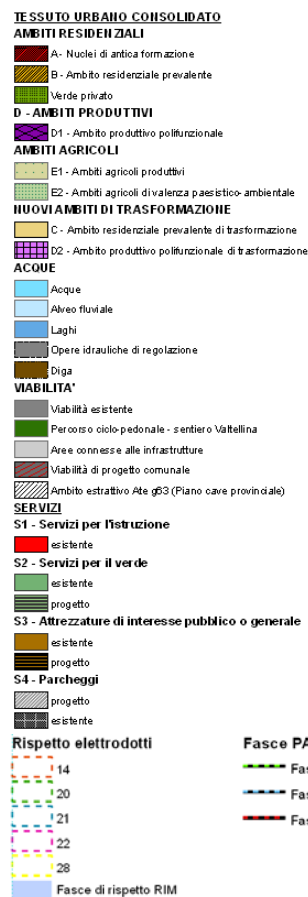 TESSUTO URBANO CONSOLIDATO
AMBITI RESIDENZIALI
A - Nuclei di antica formazione
B - Ambito residenziale prevalente
Verde privato
D - AMBITI PRODUTTIVI
D1 - Ambito produttivo polifunzionale
AMBITI AGRICOLI
E1 - Ambiti agricoli produttivi
E2 - Ambiti agricoli di valenza paesistico-ambientale
NUOVI AMBITI DI TRASFORMAZIONE
C - Ambito residenziale prevalente di trasformazione
D2 - Ambito produttivo polifunzionale di trasformazione
ACQUE
Acque
Alveo fluviale
Laghi
Opere idrauliche di regolazione
Diga
VIABILITA'
Viabilità esistente
Percorso ciclo-pedonale - sentiero Valtellina
Aree connesse alle infrastrutture
Viabilità di progetto comunale
Ambito estrattivo Ate g63 (Piano cave provinciale)
SERVIZI
S1 - Servizi per l'istruzione
esistente
S2 - Servizi per il verde
esistente
progetto
S3 - Attrezzature di interesse pubblico o generale
esistente
progetto
S4 - Parcheggi
progetto
esistente
Rispetto elettrodotti
14
20
21
22
28
Fasce di rispetto RIM
Fasce PA
Fas
Fas
Fas